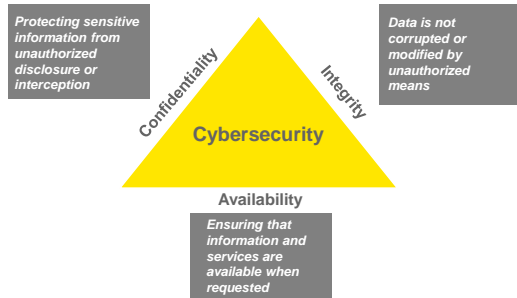 Protecting sensitive
information from
unauthorized
disclosure or
interception
Data is not
corrupted or
modified by
unauthorized
means
Confidentiality
Integrity
Cybersecurity
Availability
Ensuring that
information and
services are
available when
requested